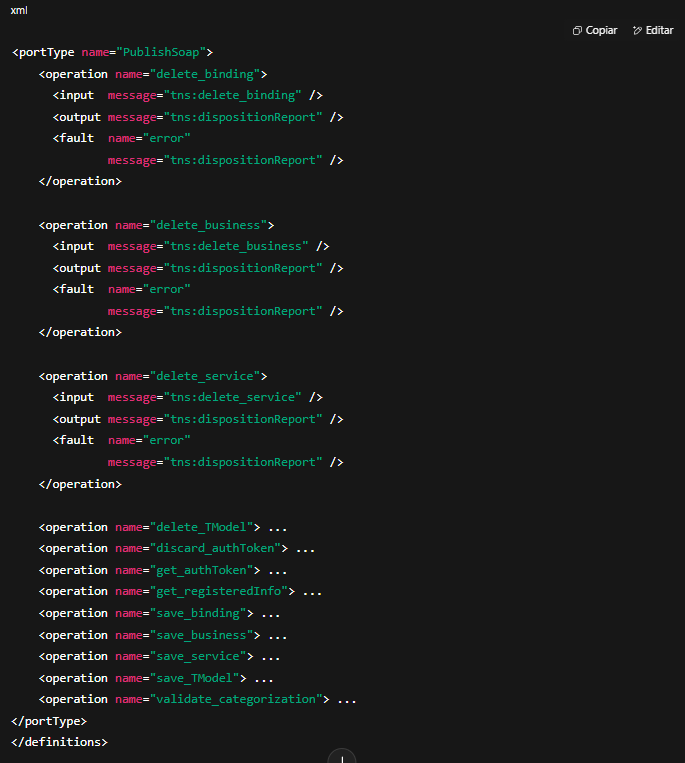 xml
Copiar Editar
<portType name="PublishSoap">
    <operation name="delete_binding">
      <input  message="tns:delete_binding" />
      <output message="tns:dispositionReport" />
      <fault  name="error"
              message="tns:dispositionReport" />
    </operation>

    <operation name="delete_business">
      <input  message="tns:delete_business" />
      <output message="tns:dispositionReport" />
      <fault  name="error"
              message="tns:dispositionReport" />
    </operation>

    <operation name="delete_service">
      <input  message="tns:delete_service" />
      <output message="tns:dispositionReport" />
      <fault  name="error"
              message="tns:dispositionReport" />
    </operation>

    <operation name="delete_TModel"> ...
    <operation name="discard_authToken"> ...
    <operation name="get_authToken"> ...
    <operation name="get_registeredInfo"> ...
    <operation name="save_binding"> ...
    <operation name="save_business"> ...
    <operation name="save_service"> ...
    <operation name="save_TModel"> ...
    <operation name="validate_categorization"> ...
</portType>
</definitions>